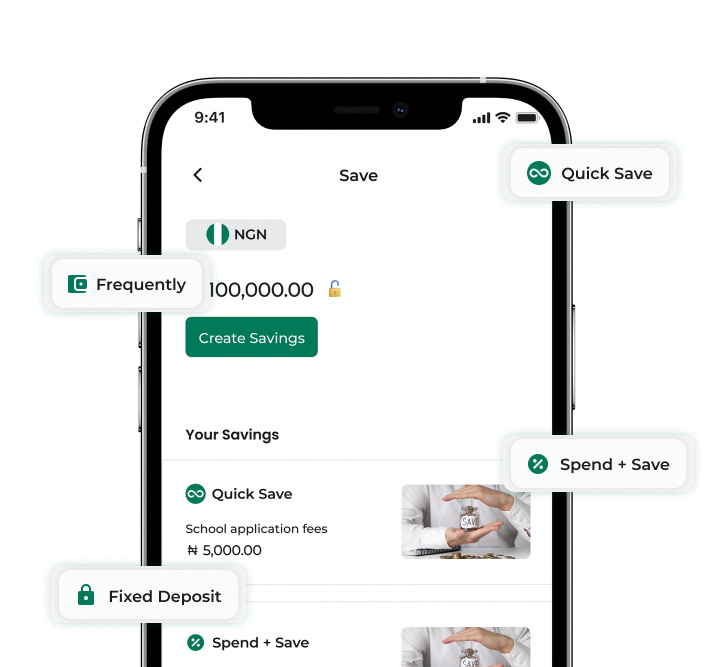 9:41
Save
Quick Save
NGN
Frequently
100,000.00
Create Savings
Your Savings
Spend + Save
Quick Save
School application fees
₦ 5,000.00
SAVE
Fixed Deposit
Spend + Save
SAVE